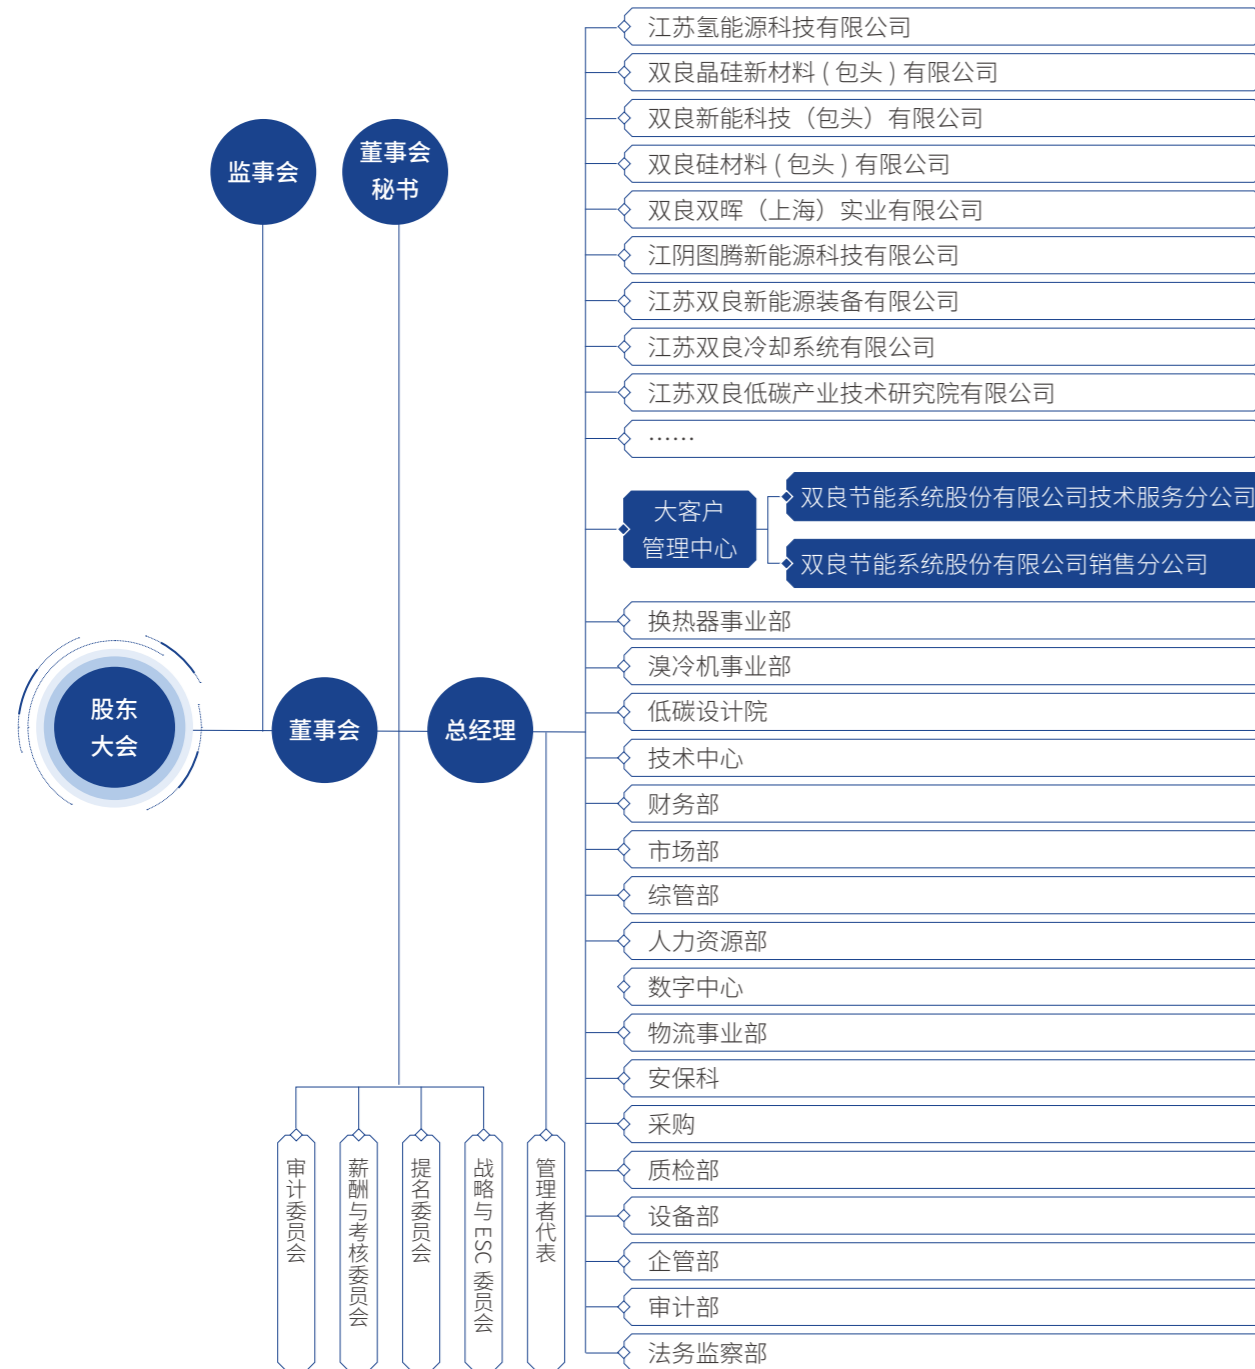 江苏氢能源科技有限公司
双良晶硅新材料 ( 包头 ) 有限公司
双良新能科技（包头）有限公司
双良硅材料 ( 包头 ) 有限公司
双良双晖（上海）实业有限公司
江阴图腾新能源科技有限公司
江苏双良新能源装备有限公司
江苏双良冷却系统有限公司
江苏双良低碳产业技术研究院有限公司
……
监事会
董事会
秘书
大客户
管理中心
双良节能系统股份有限公司技术服务分公司
双良节能系统股份有限公司销售分公司
股东
大会
董事会
总经理
换热器事业部
溴冷机事业部
低碳设计院
技术中心
财务部
市场部
综管部
人力资源部
数字中心
物流事业部
安保科
采购
质检部
设备部
企管部
审计部
法务监察部
审计委员会
薪酬与考核委员会
提名委员会
战略与 ESC 委员会
管理者代表